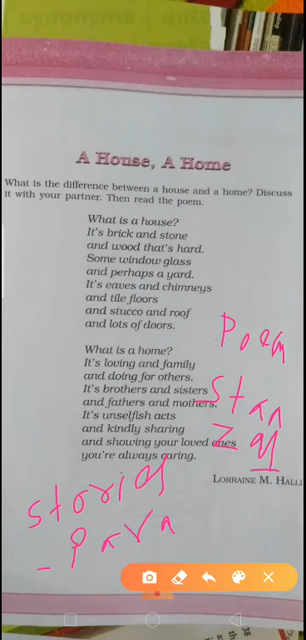 A House, A Home
What is the difference between a house and a home? Discuss
it with your partner. Then read the poem.
What is a house?
It's brick and stone
and wood that's hard.
Some window glass
and perhaps a yard.
It's eaves and chimneys
and tile floors
and stucco and roof
and lots of doors.
What is a home?
It's loving and family
and doing for others.
It's brothers and sisters
and fathers and mothers.
It's unselfish acts
and kindly sharing
and showing your loved ones
you're always caring.
LORRAINE M. HALLI
Poem
Stan
za
stories
- Para